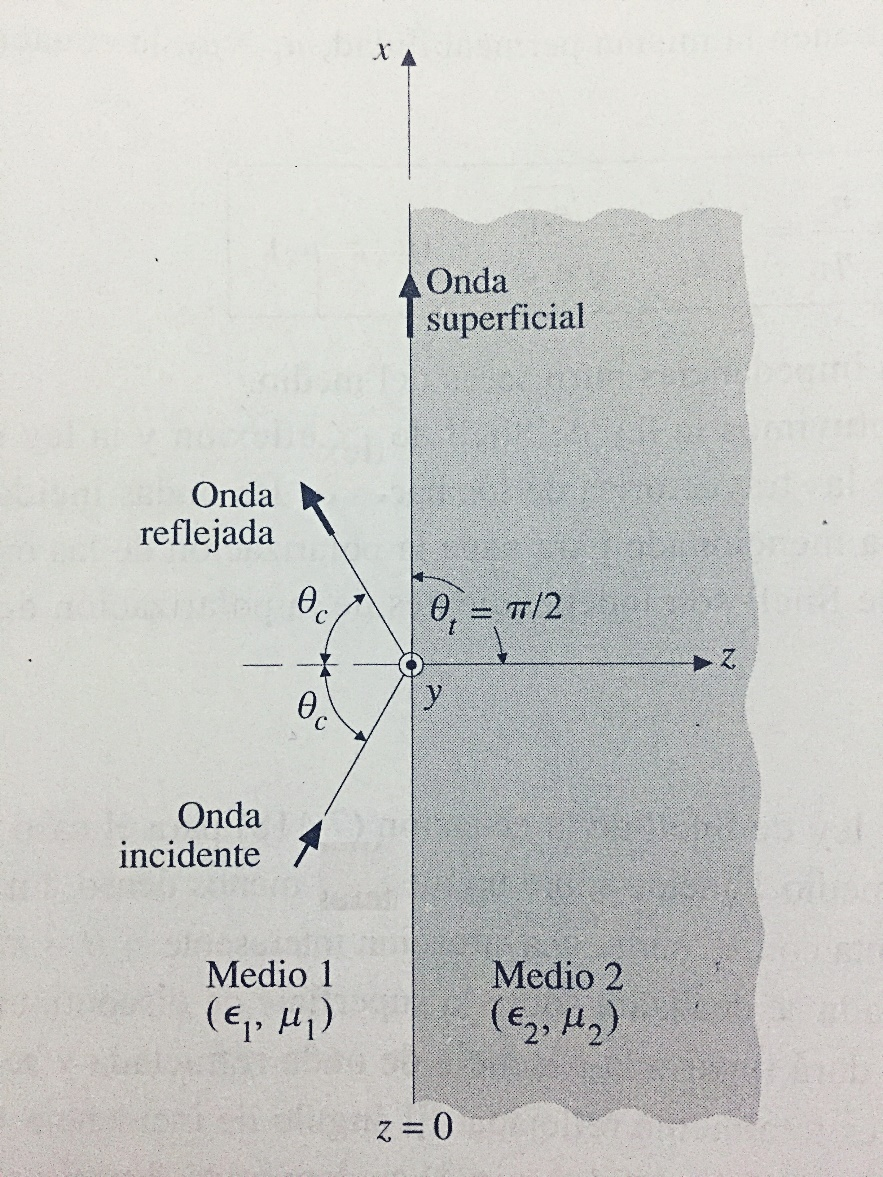 x
Onda
superficial
Onda
reflejada
θc
θt = π/2
z
θc
y
Onda
incidente
Medio 1
(ϵ1, μ1)
Medio 2
(ϵ2, μ2)
z = 0